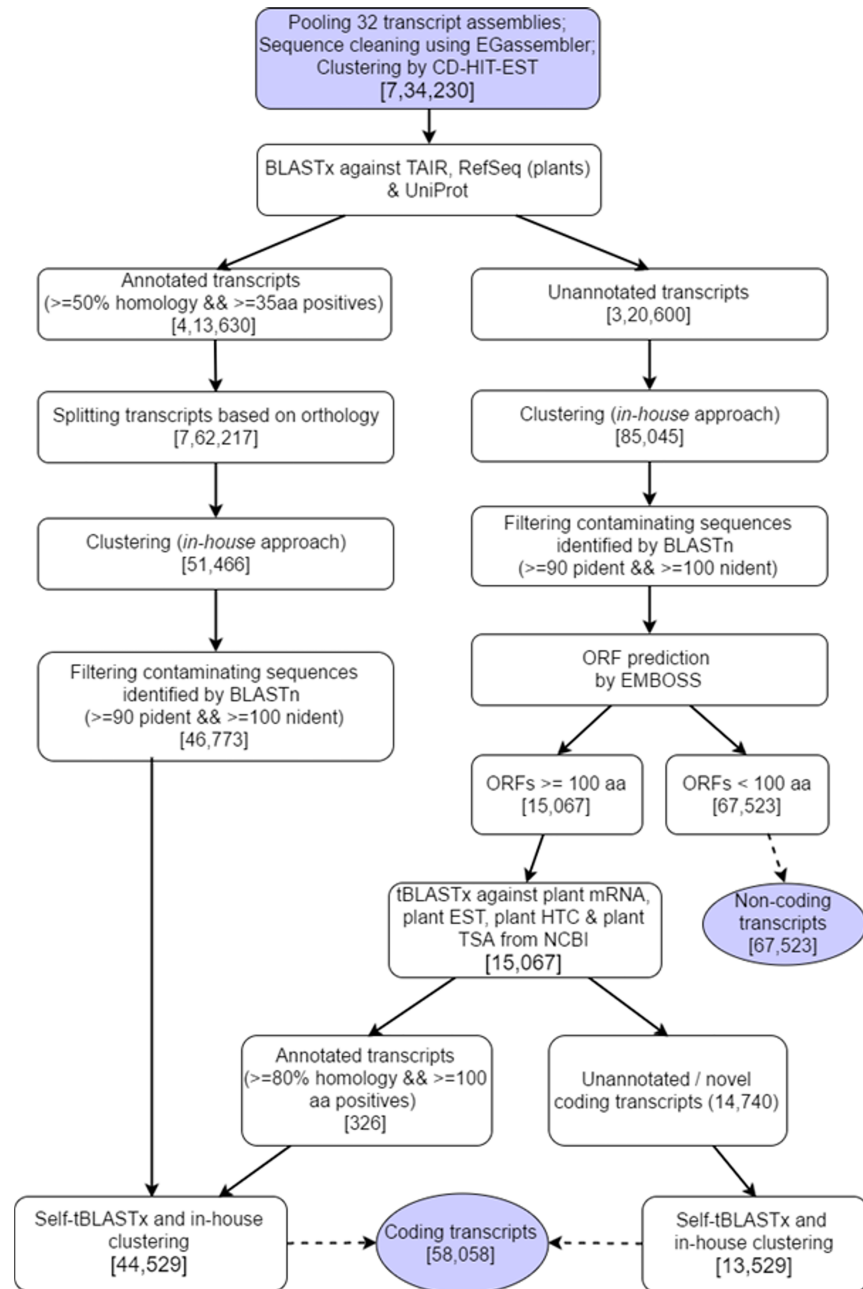 Pooling 32 transcript assemblies;
Sequence cleaning using EGassembler;
Clustering by CD-HIT-EST
[7,34,230]
BLASTx against TAIR, RefSeq (plants)
& UniProt
Annotated transcripts
(>=50% homology && >=35aa positives)
[4,13,630]
Unannotated transcripts
[3,20,600]
Splitting transcripts based on orthology
[7,62,217]
Clustering (in-house approach)
[85,045]
Clustering (in-house approach)
[51,466]
Filtering contaminating sequences
identified by BLASTn
(>=90 pident && >=100 nident)
Filtering contaminating sequences
identified by BLASTn
(>=90 pident && >=100 nident)
[46,773]
ORF prediction
by EMBOSS
ORFs >= 100 aa
[15,067]
ORFs < 100 aa
[67,523]
tBLASTx against plant mRNA,
plant EST, plant HTC & plant
TSA from NCBI
[15,067]
Non-coding
transcripts
[67,523]
Annotated transcripts
(>=80% homology && >=100
aa positives)
[326]
Unannotated / novel
coding transcripts (14,740)
Self-tBLASTx and in-house
clustering
[44,529]
Coding transcripts
[58,058]
Self-tBLASTx and
in-house clustering
[13,529]